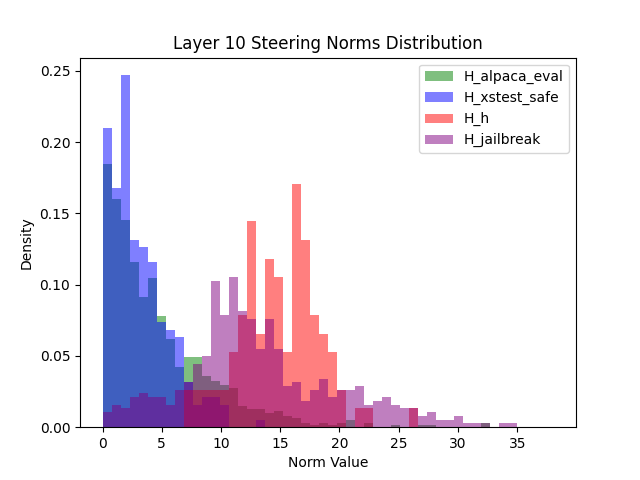 Layer 10 Steering Norms Distribution
H_alpaca_eval
H_xstest_safe
H_h
H_jailbreak
0.25
0.20
0.15
0.10
0.05
0.00
Density
0 5 10 15 20 25 30 35
Norm Value